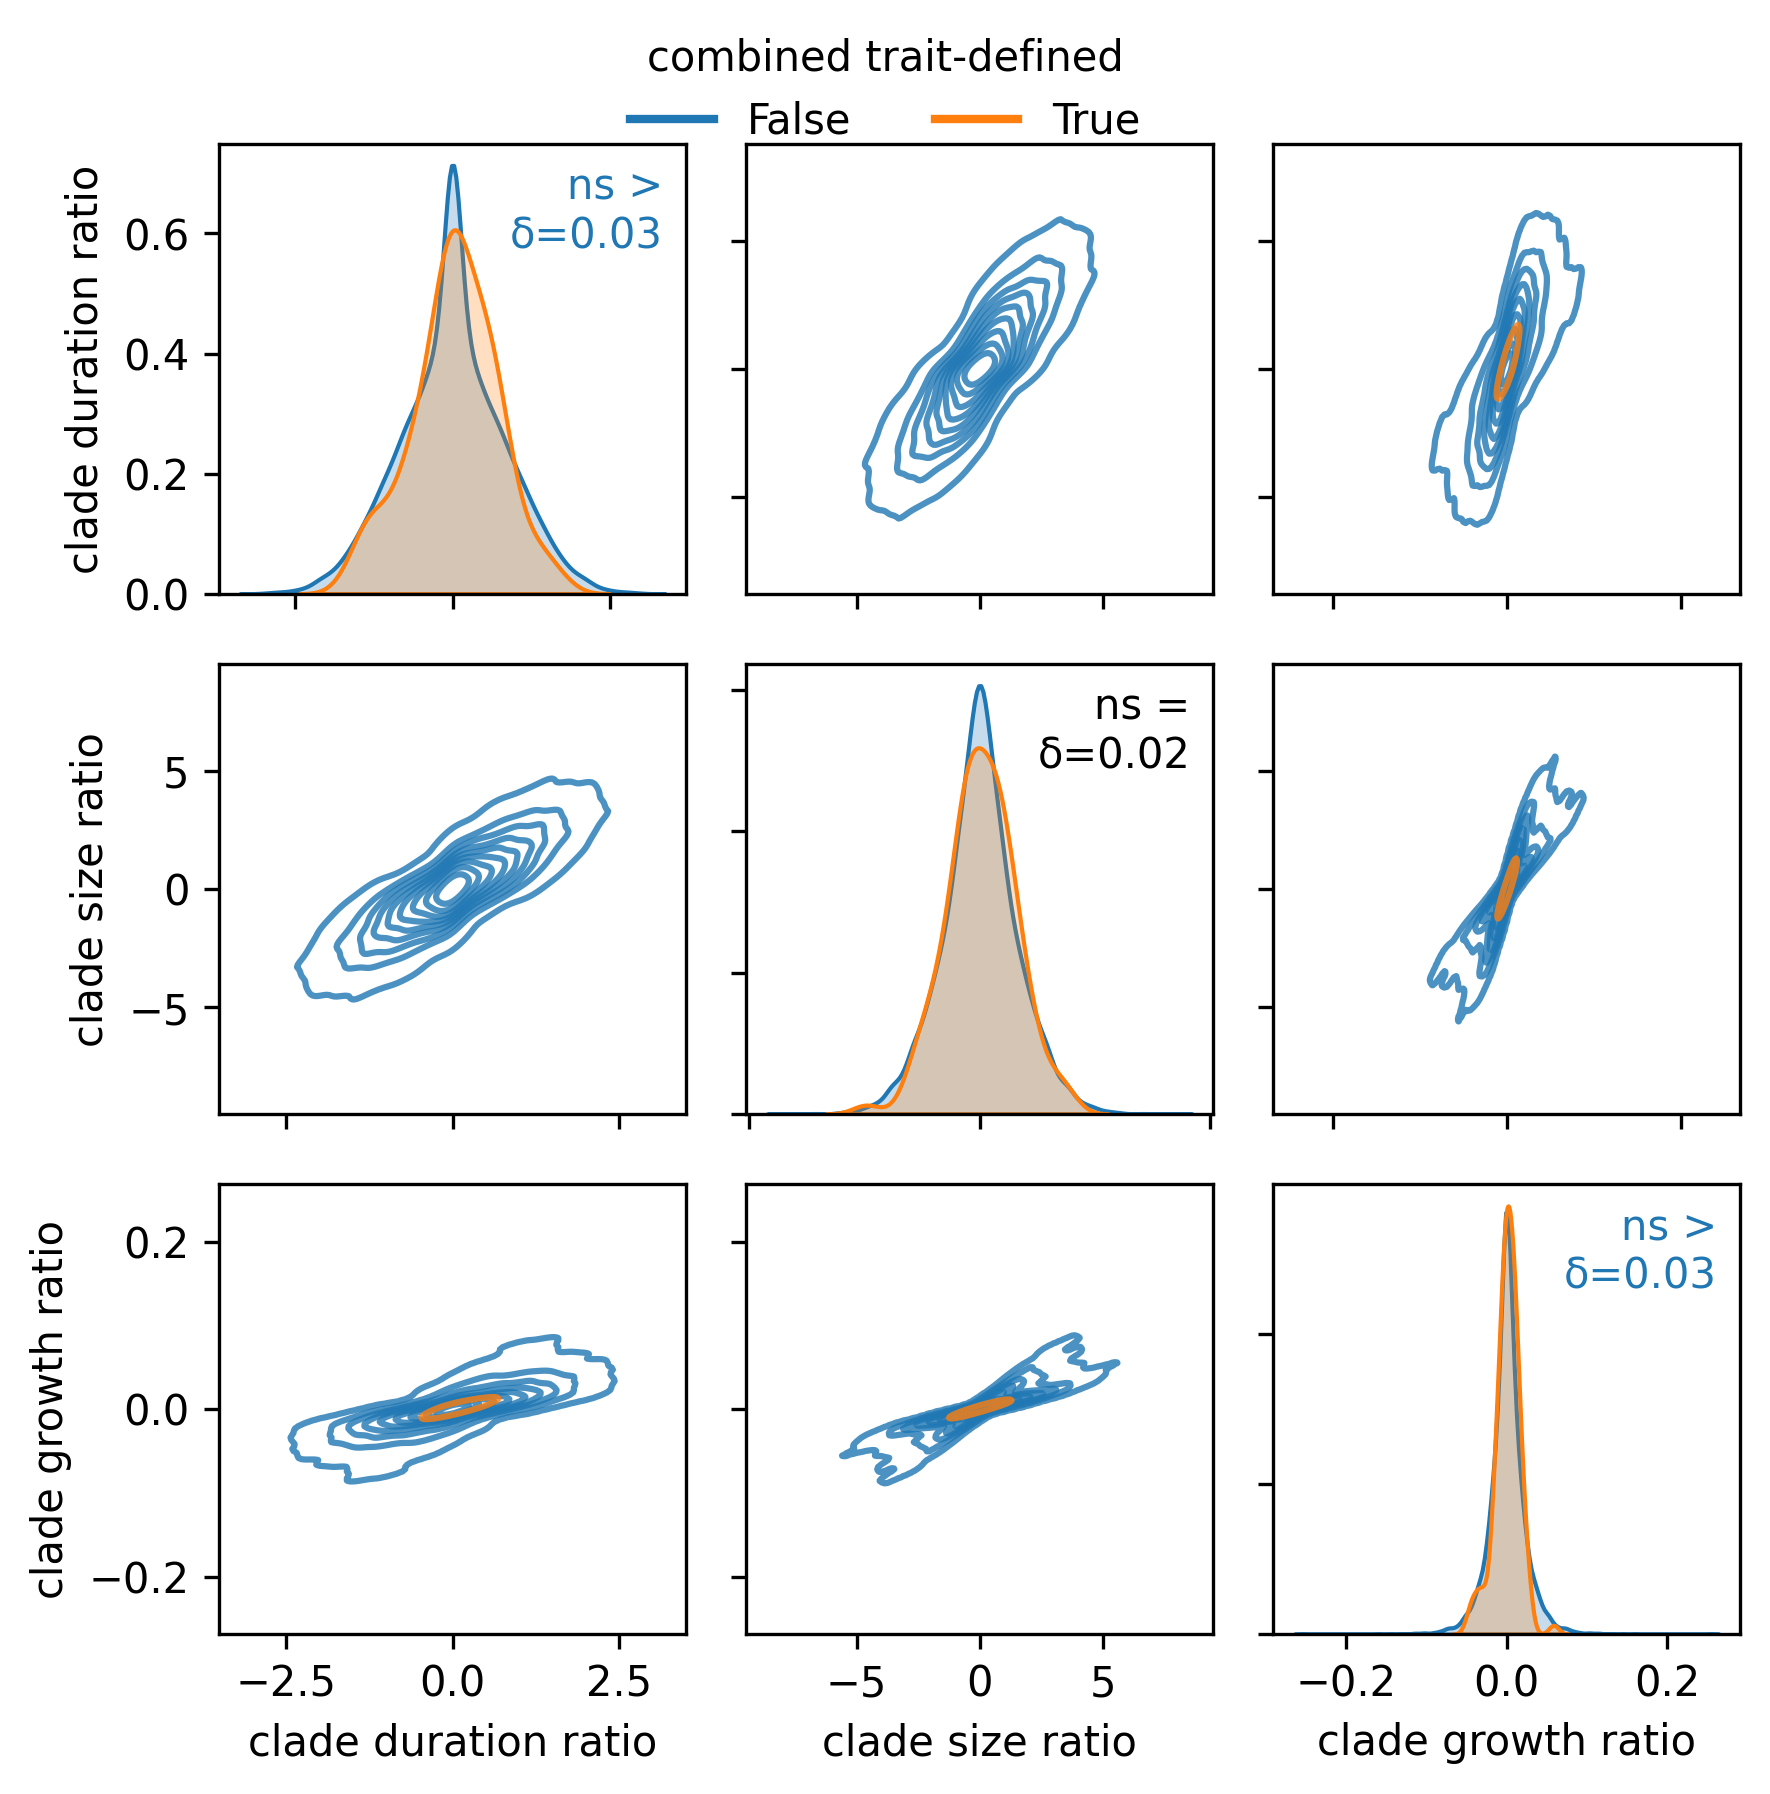 combined trait-defined
False True
clade duration ratio
0.6
0.4
0.2
0.0
ns >
δ=0.03
clade size ratio
5
0
−5
ns =
δ=0.02
clade growth ratio
0.2
0.0
−0.2
ns >
δ=0.03
−2.5 0.0 2.5
−5 0 5
−0.2 0.0 0.2
clade duration ratio
clade size ratio
clade growth ratio